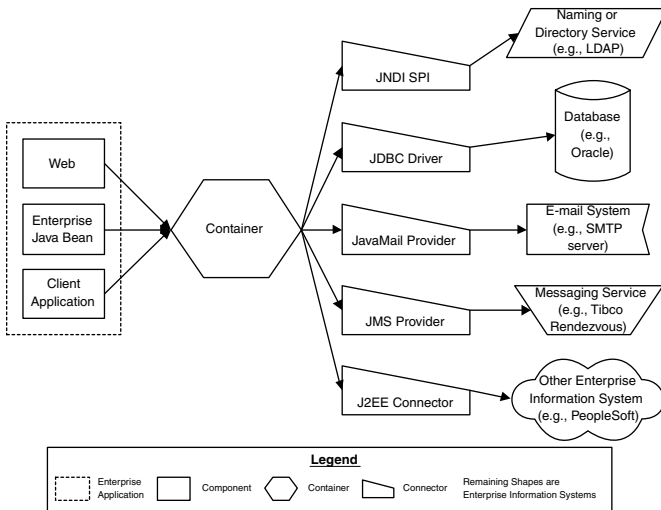 Naming or
Directory Service
(e.g., LDAP)
JNDI SPI
Database
(e.g.,
Oracle)
JDBC Driver
Web
Enterprise
Java Bean
Client
Application
Container
E-mail System
(e.g., SMTP
server)
JavaMail Provider
Messaging Service
(e.g., Tibco
Rendezvous)
JMS Provider
Other Enterprise
Information System
(e.g., PeopleSoft)
J2EE Connector
Legend
Enterprise
Application
Component
Container
Connector
Remaining Shapes are
Enterprise Information Systems